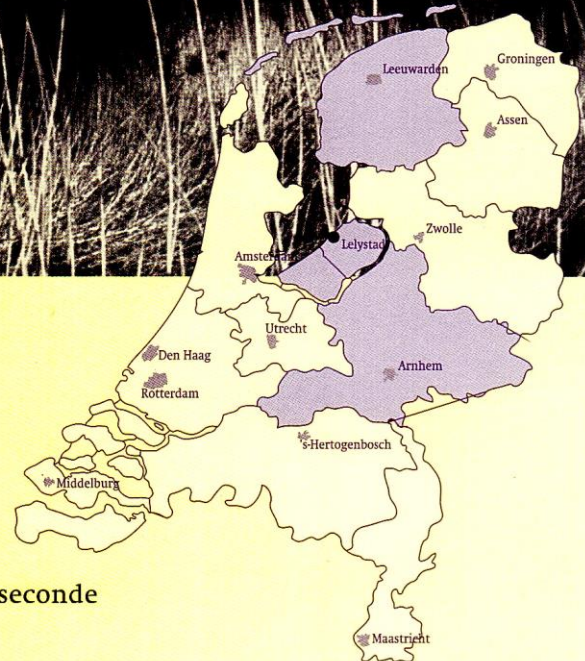 Groningen
Leeuwarden
Assen
Zwolle
Lelystad
Amsterdam
Utrecht
Den Haag
Arnhem
Rotterdam
's-Hertogenbosch
Middelburg
seconde
Maastricht